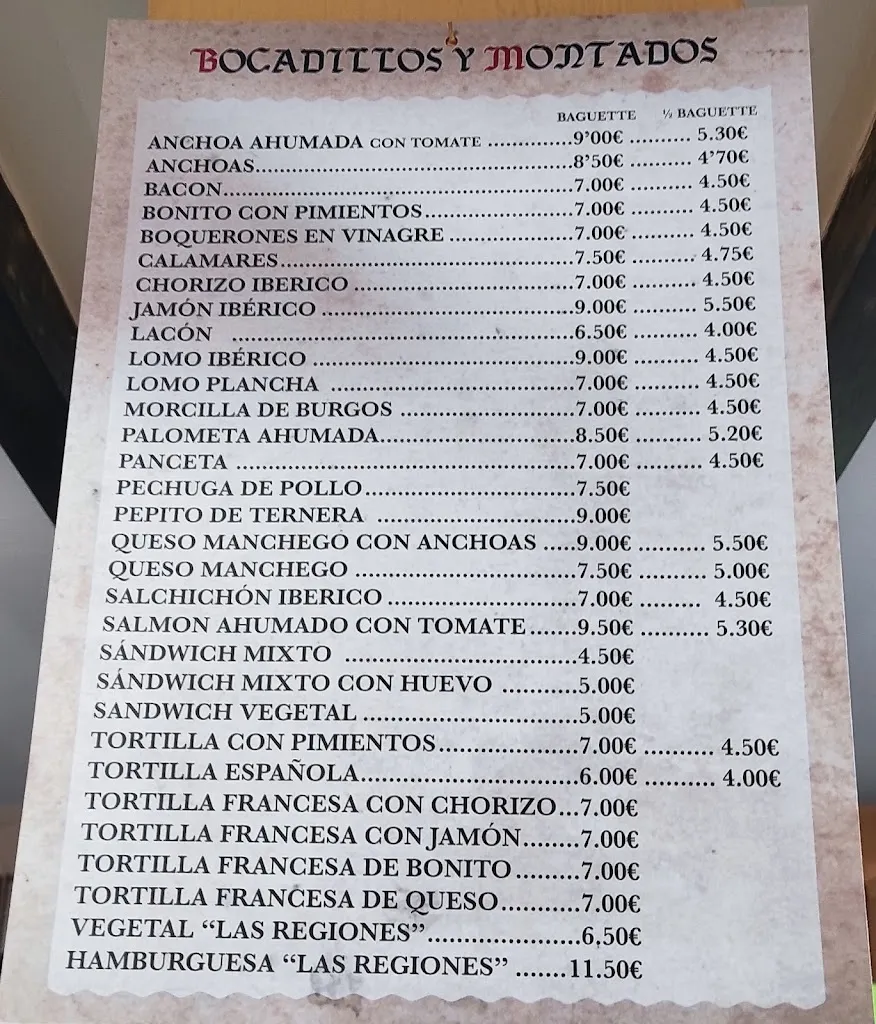 BOCADILLOS Y MONTADOS
BAGUETTE ½ BAGUETTE
ANCHOA AHUMADA CON TOMATE ..............9'00€ .......... 5.30€
ANCHOAS....................................................8'50€ .......... 4'70€
BACON.........................................................7.00€ .......... 4.50€
BONITO CON PIMIENTOS........................7.00€ .......... 4.50€
BOQUERONES EN VINAGRE ....................7.00€ .......... 4.50€
CALAMARES...............................................7.50€ .......... 4.75€
CHORIZO IBERICO ...................................7.00€ .......... 4.50€
JAMÓN IBÉRICO ........................................9.00€ .......... 5.50€
LACÓN .......................................................6.50€ .......... 4.00€
LOMO IBÉRICO ..........................................9.00€ .......... 4.50€
LOMO PLANCHA .......................................7.00€ .......... 4.50€
MORCILLA DE BURGOS ............................7.00€ .......... 4.50€
PALOMETA AHUMADA...............................8.50€ .......... 5.20€
PANCETA ......................................................7.00€ .......... 4.50€
PECHUGA DE POLLO..................................7.50€
PEPITO DE TERNERA ................................9.00€
QUESO MANCHEGO CON ANCHOAS .....9.00€ .......... 5.50€
QUESO MANCHEGO ...................................7.50€ .......... 5.00€
SALCHICHÓN IBERICO ..............................7.00€ ......... 4.50€
SALMON AHUMADO CON TOMATE.......9.50€ .......... 5.30€
SÁNDWICH MIXTO .....................................4.50€
SÁNDWICH MIXTO CON HUEVO ............5.00€
SANDWICH VEGETAL ..................................5.00€
TORTILLA CON PIMIENTOS......................7.00€ .......... 4.50€
TORTILLA ESPAÑOLA..................................6.00€ .......... 4.00€
TORTILLA FRANCESA CON CHORIZO...7.00€
TORTILLA FRANCESA CON JAMÓN........7.00€
TORTILLA FRANCESA DE BONITO.........7.00€
TORTILLA FRANCESA DE QUESO...........7.00€
VEGETAL “LAS REGIONES”......................6,50€
HAMBURGUESA “LAS REGIONES” .......11.50€